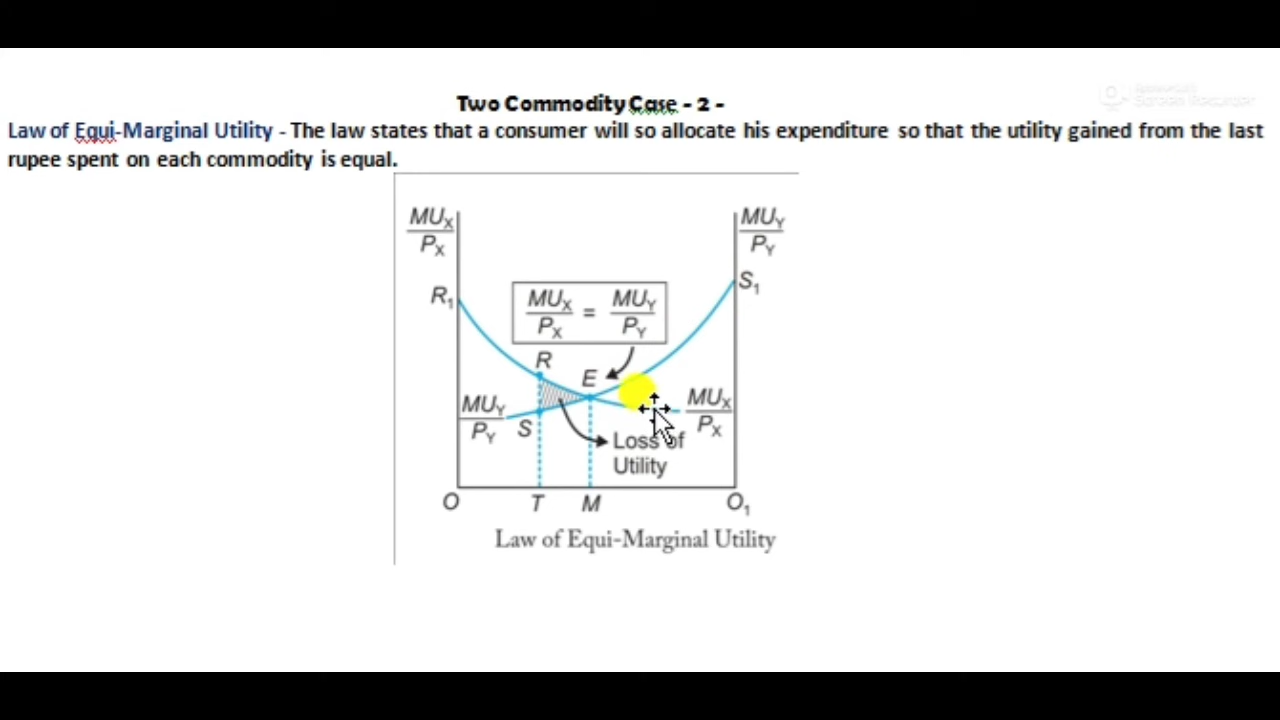 Two Commodity Case - 2 -
Law of Equi-Marginal Utility - The law states that a consumer will so allocate his expenditure so that the utility gained from the last
rupee spent on each commodity is equal.
MUX
PX
MUY
PY
R1
S1
MUX
PX
=
MUY
PY
R
E
MUY
PY
S
MUX
PX
Loss of
Utility
O
T
M
O1
Law of Equi-Marginal Utility
Screen Recorder